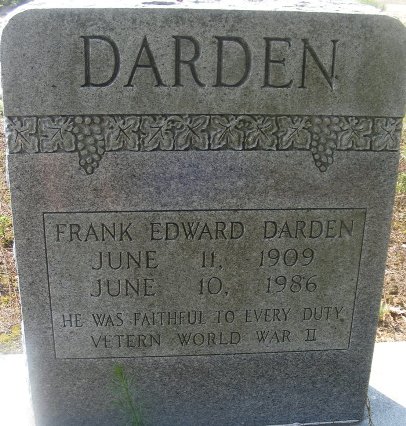 DARDEN
FRANK EDWARD DARDEN
JUNE 11, 1909
JUNE 10, 1986
HE WAS FAITHFUL TO EVERY DUTY
VETERN WORLD WAR II